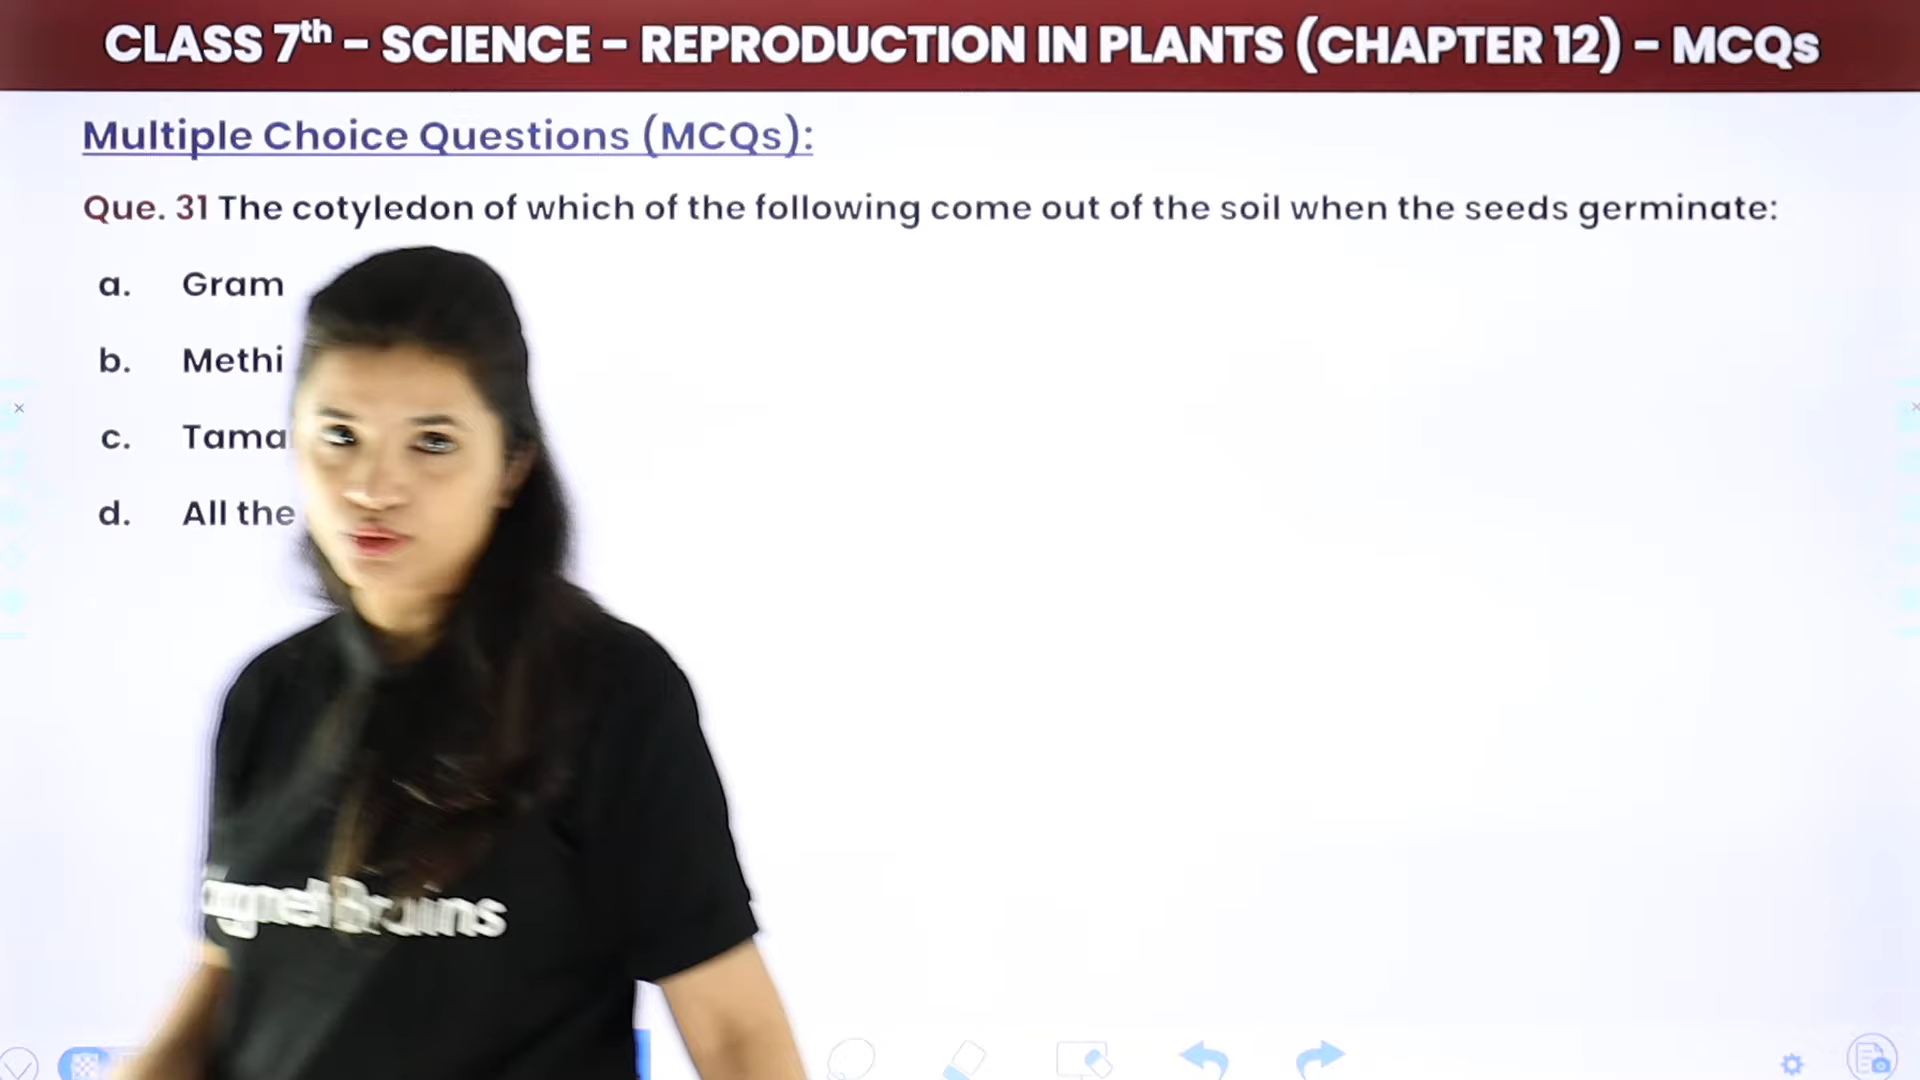 CLASS 7th – SCIENCE – REPRODUCTION IN PLANTS (CHAPTER 12) – MCQs
Multiple Choice Questions (MCQs):
Que. 31 The cotyledon of which of the following come out of the soil when the seeds germinate:
a. Gram
b. Methi
c.
d. All the